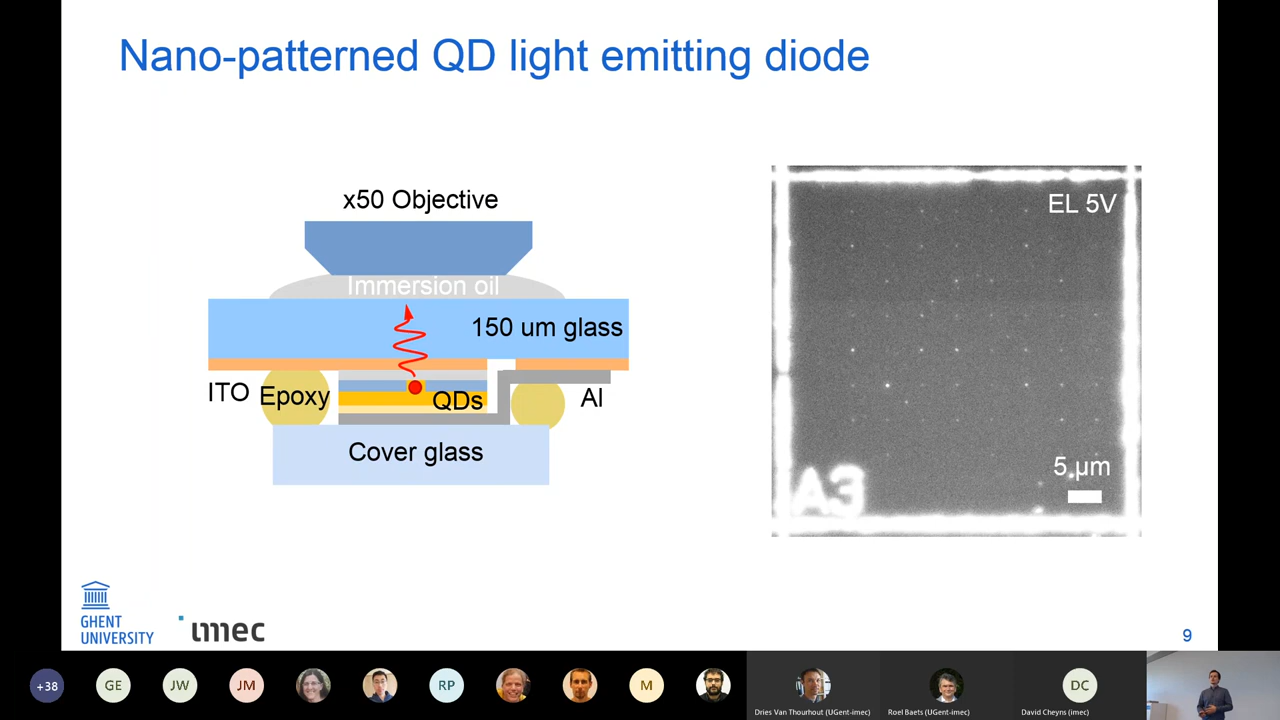 Nano-patterned QD light emitting diode
x50 Objective
Immersion oil
150 um glass
ITO
Epoxy
QDs
Al
Cover glass
EL 5V
5 µm
A3
GHENT
UNIVERSITY
imec
9
+38
GE
JW
JM
RP
M
DC
Dries Van Thourhout (UGent-imec)
Roel Baets (UGent-imec)
David Cheyns (imec)